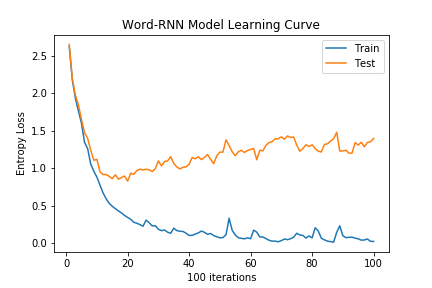 Word-RNN Model Learning Curve
Train
Test
Entropy Loss
2.5
2.0
1.5
1.0
0.5
0.0
0 20 40 60 80 100
100 iterations